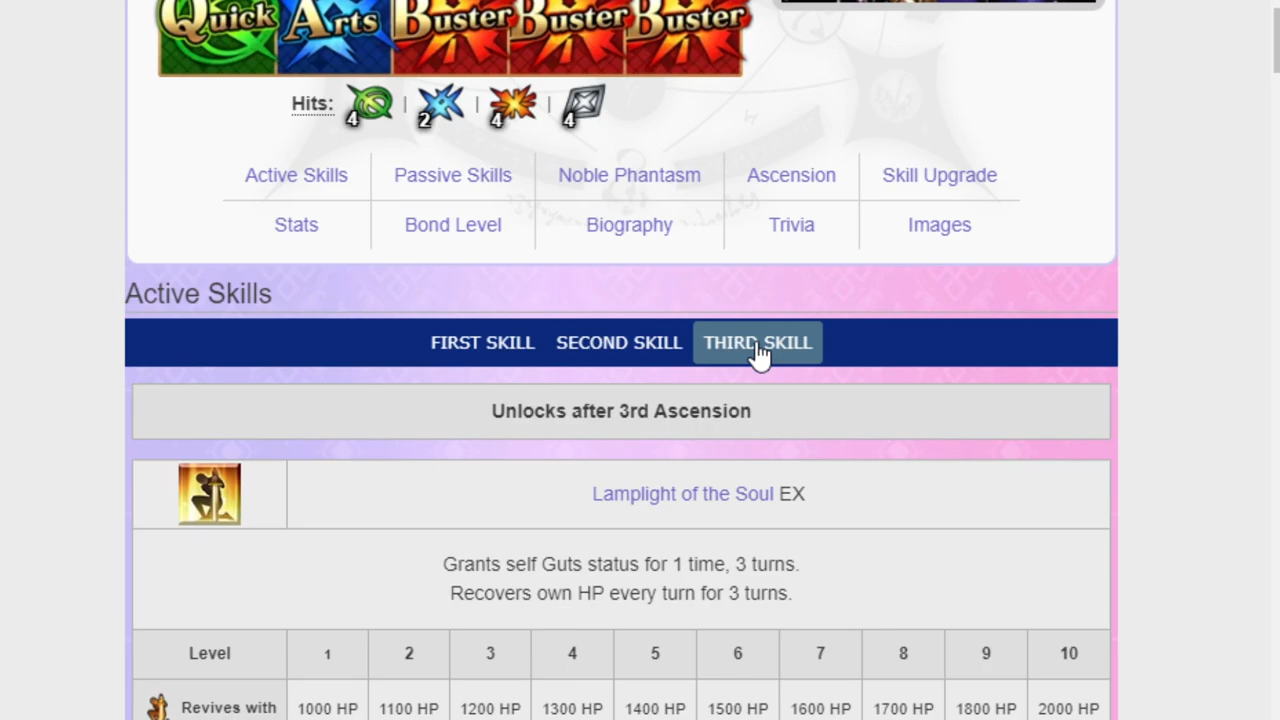 Quick Arts Buster Buster Buster
Hits: 4 | 2 | 4 | 4
Active Skills Passive Skills Noble Phantasm Ascension Skill Upgrade
Stats Bond Level Biography Trivia Images
Active Skills
FIRST SKILL SECOND SKILL THIRD SKILL
Unlocks after 3rd Ascension
Lamplight of the Soul EX
Grants self Guts status for 1 time, 3 turns.
Recovers own HP every turn for 3 turns.
Level 1 2 3 4 5 6 7 8 9 10
Revives with 1000 HP 1100 HP 1200 HP 1300 HP 1400 HP 1500 HP 1600 HP 1700 HP 1800 HP 2000 HP